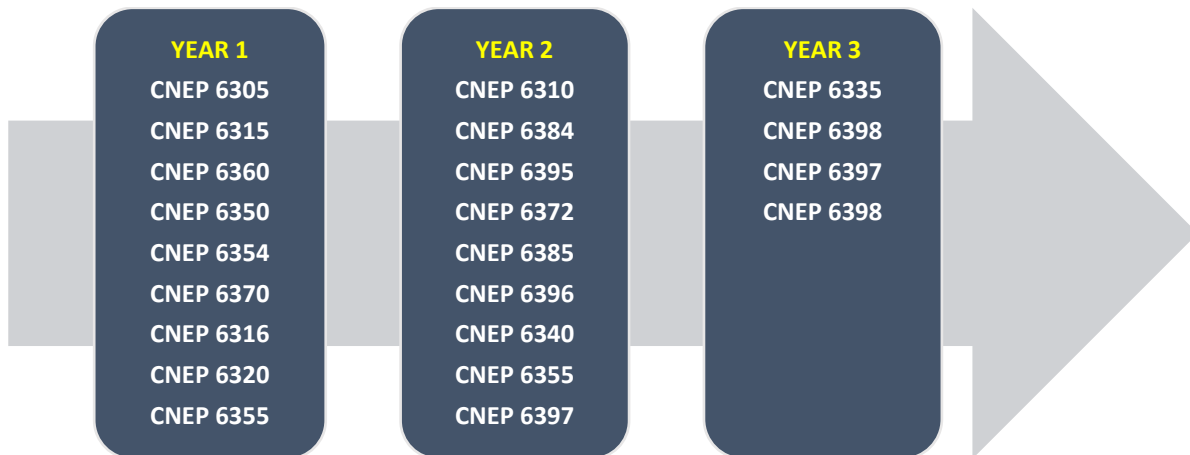 YEAR 1
CNEP 6305
CNEP 6315
CNEP 6360
CNEP 6350
CNEP 6354
CNEP 6370
CNEP 6316
CNEP 6320
CNEP 6355
YEAR 2
CNEP 6310
CNEP 6384
CNEP 6395
CNEP 6372
CNEP 6385
CNEP 6396
CNEP 6340
CNEP 6355
CNEP 6397
YEAR 3
CNEP 6335
CNEP 6398
CNEP 6397
CNEP 6398